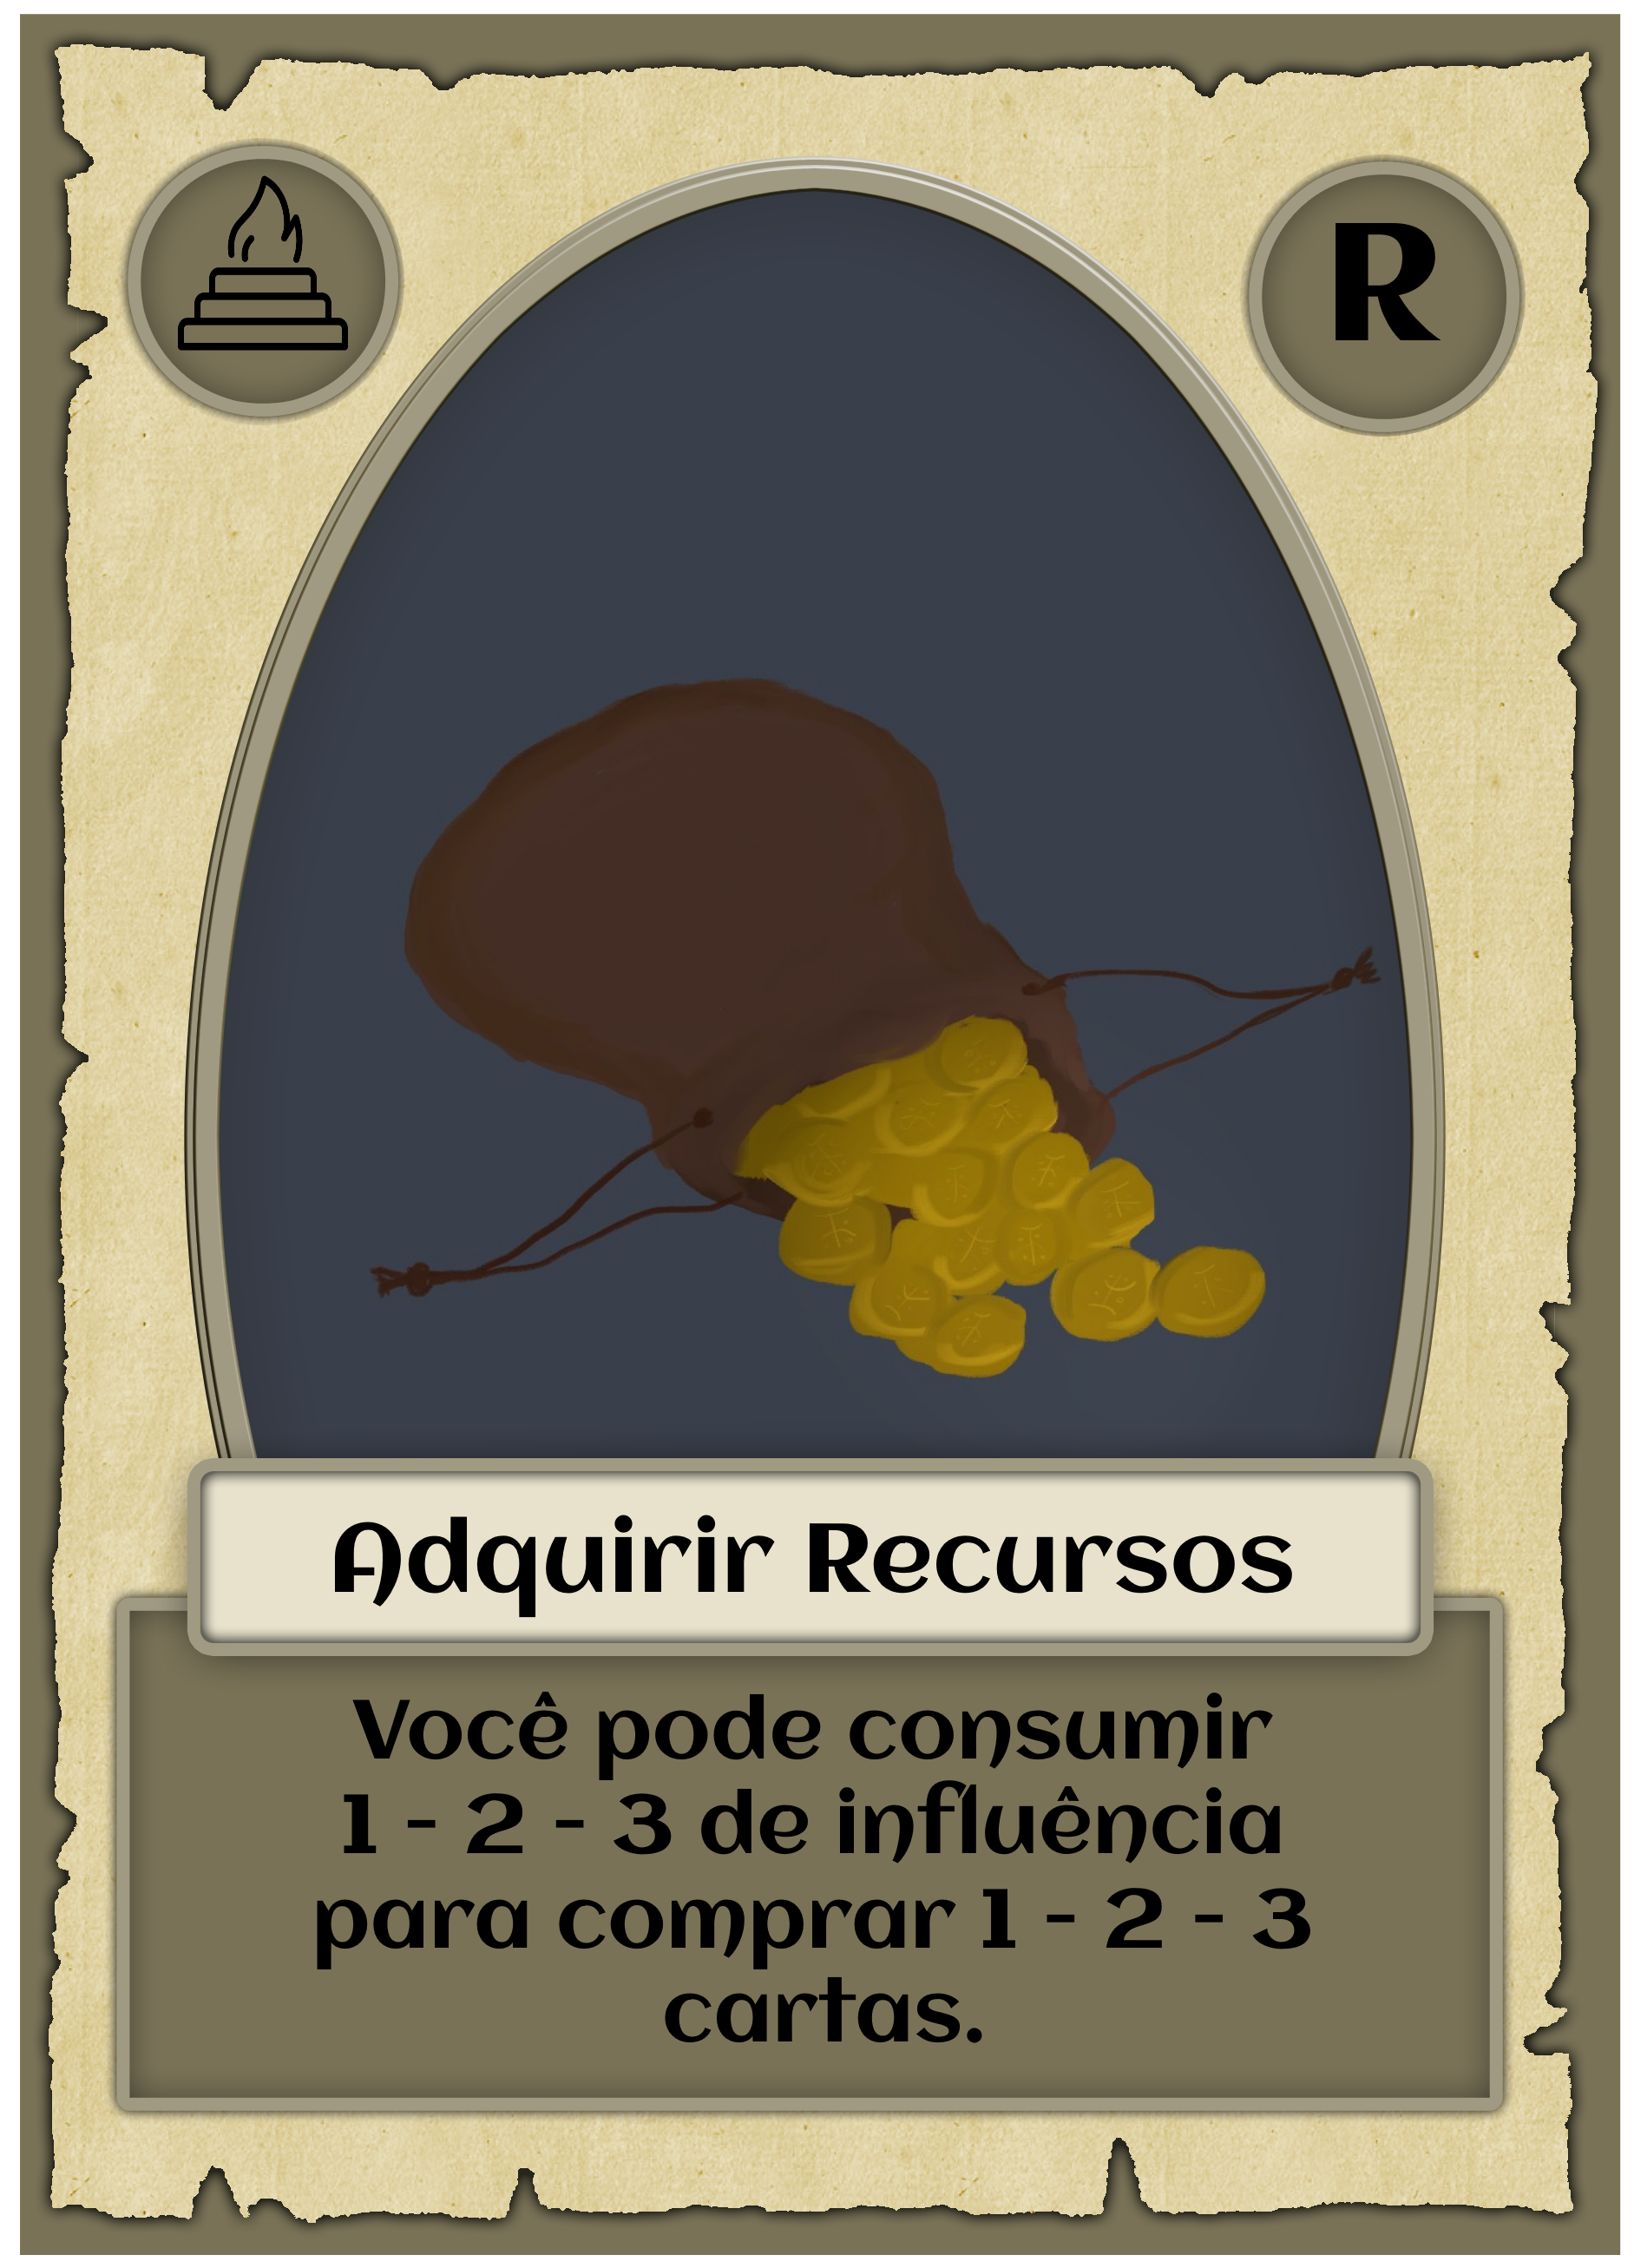 R
Adquirir Recursos
Você pode consumir
1 - 2 - 3 de influência
para comprar 1 - 2 - 3
cartas.